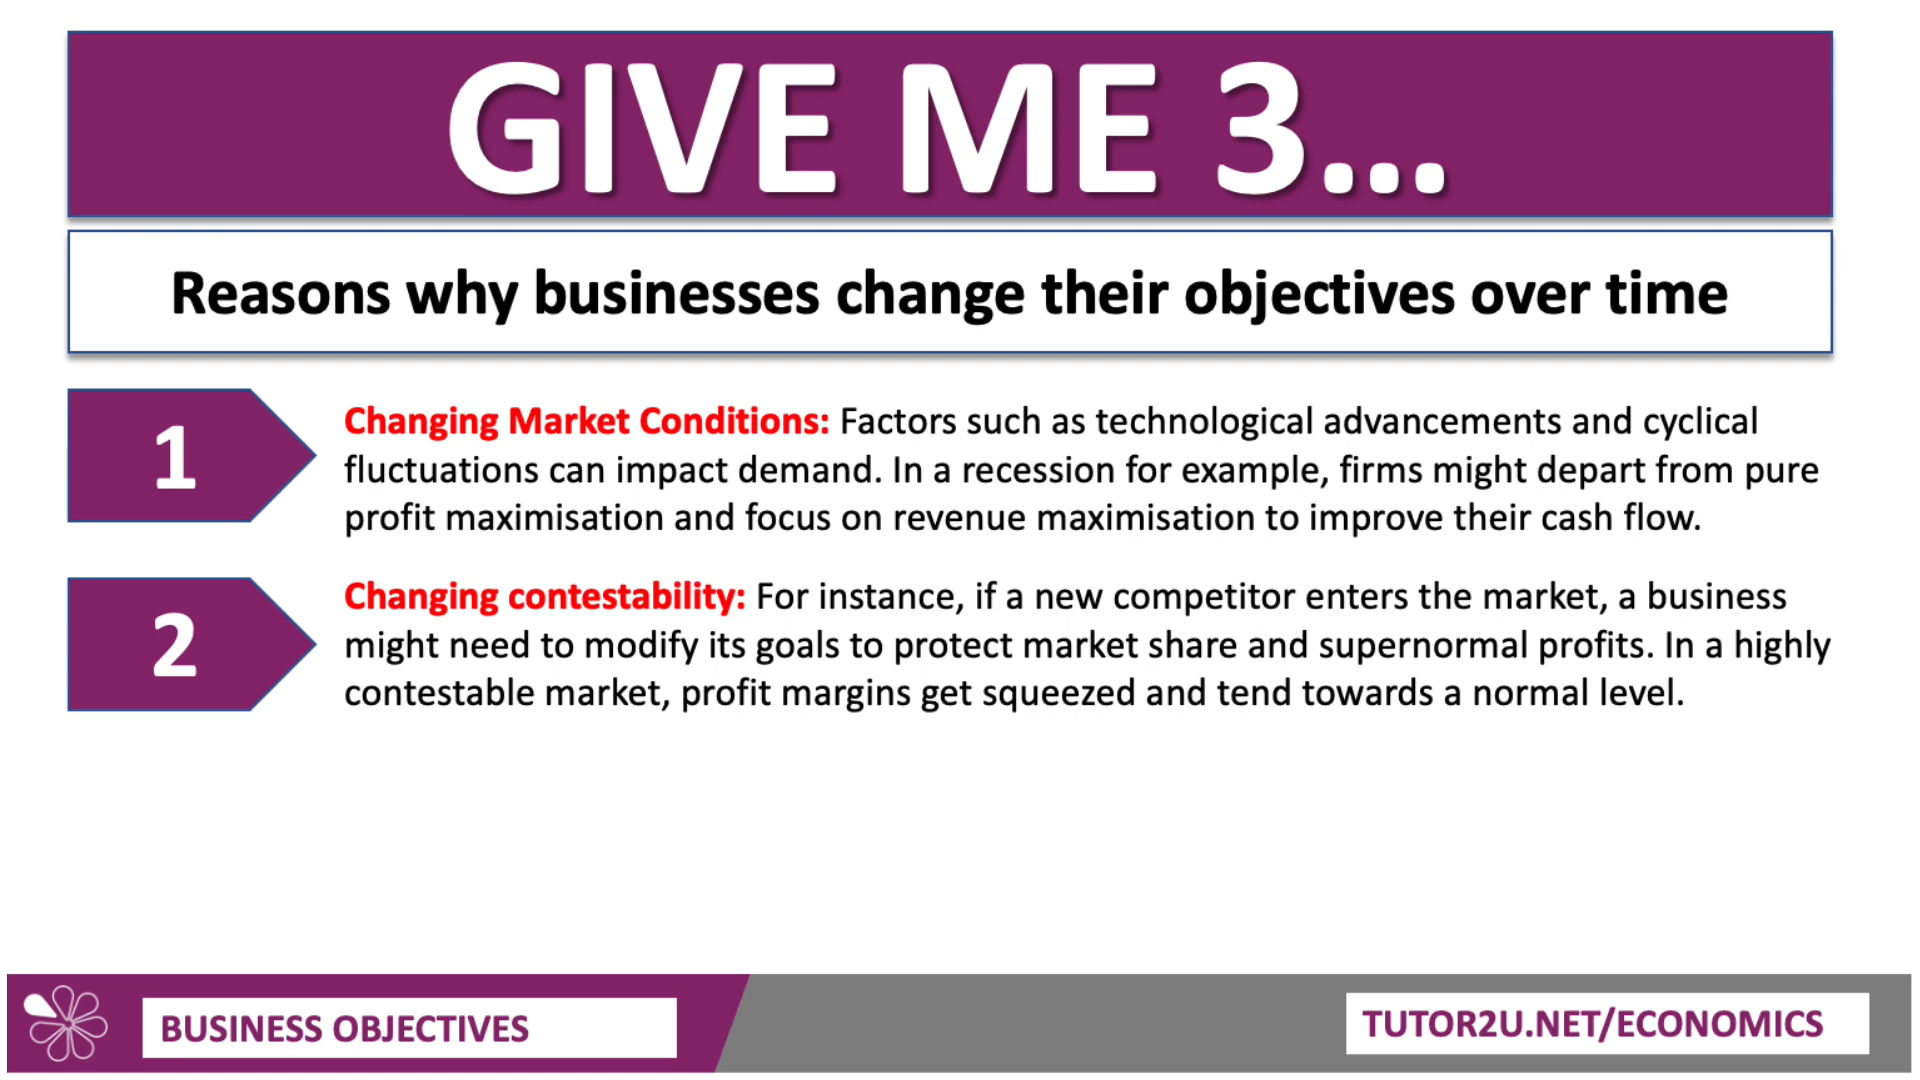 GIVE ME 3...
Reasons why businesses change their objectives over time
1
Changing Market Conditions: Factors such as technological advancements and cyclical
fluctuations can impact demand. In a recession for example, firms might depart from pure
profit maximisation and focus on revenue maximisation to improve their cash flow.
2
Changing contestability: For instance, if a new competitor enters the market, a business
might need to modify its goals to protect market share and supernormal profits. In a highly
contestable market, profit margins get squeezed and tend towards a normal level.
BUSINESS OBJECTIVES
TUTOR2U.NET/ECONOMICS